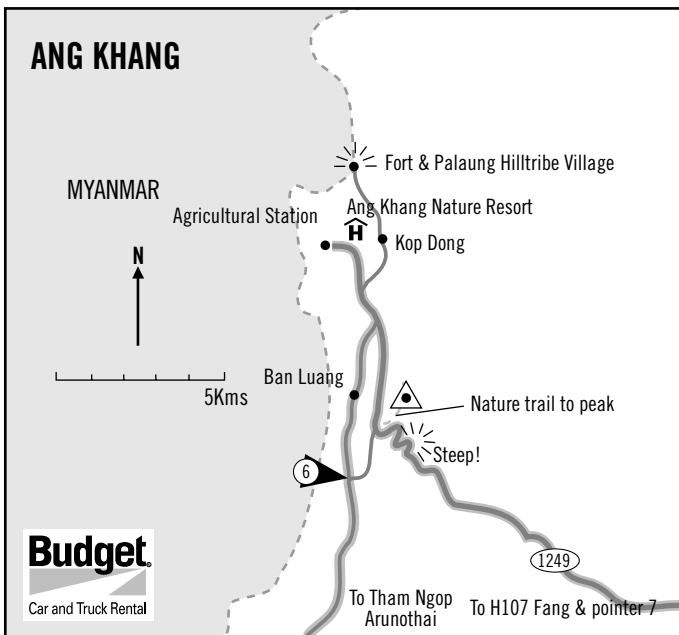 ANG KHANG
Fort & Palaung Hilltribe Village
MYANMAR
Agricultural Station
Ang Khang Nature Resort
H
Kop Dong
N
5Kms
Ban Luang
Nature trail to peak
Steep!
6
1249
Budget
Car and Truck Rental
To Tham Ngop
Arunothai
To H107 Fang & pointer 7